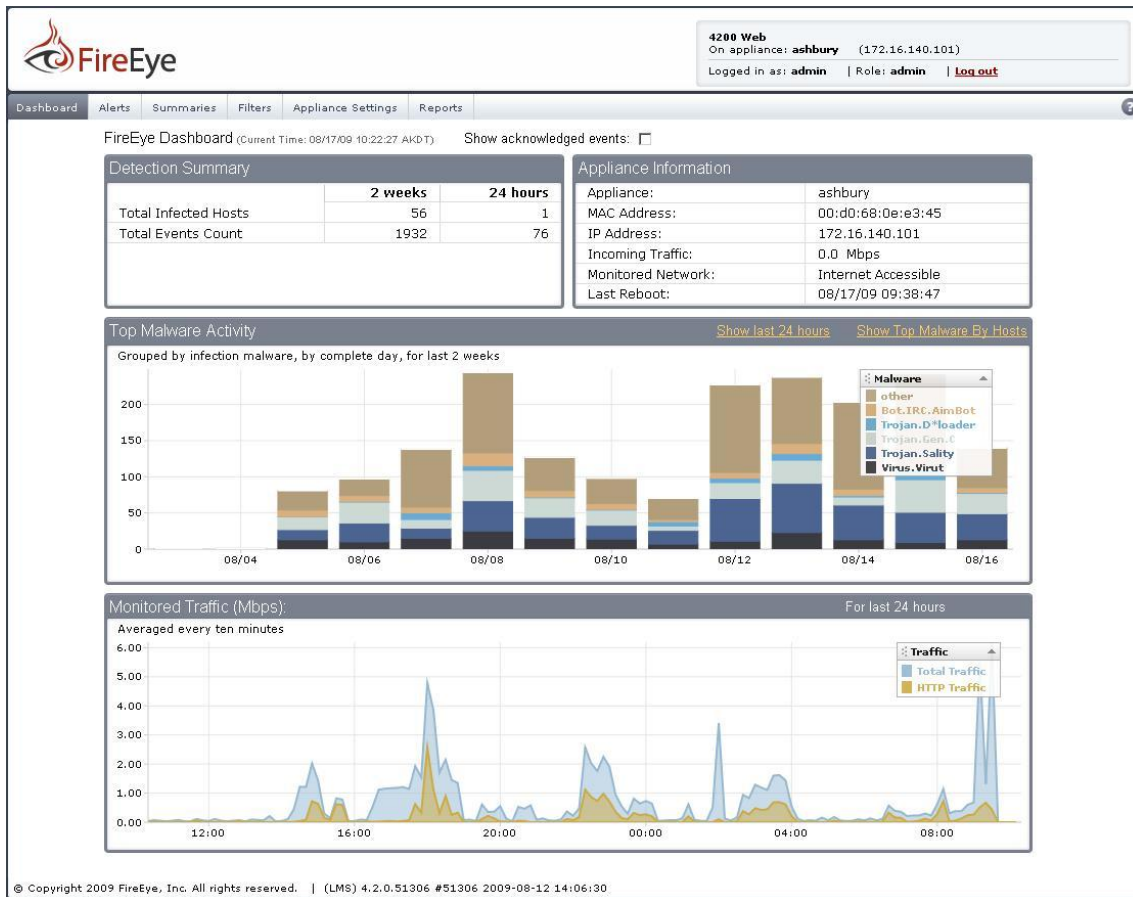 FireEye
4200 Web
On appliance: ashbury (172.16.140.101)
Logged in as: admin | Role: admin | Log out
Dashboard Alerts Summaries Filters Appliance Settings Reports ?
FireEye Dashboard (Current Time: 08/17/09 10:22:27 AKDT) Show acknowledged events:
Detection Summary
2 weeks 24 hours
Total Infected Hosts 56 1
Total Events Count 1932 76
Appliance Information
Appliance: ashbury
MAC Address: 00:d0:68:0e:e3:45
IP Address: 172.16.140.101
Incoming Traffic: 0.0 Mbps
Monitored Network: Internet Accessible
Last Reboot: 08/17/09 09:38:47
Top Malware Activity Show last 24 hours Show Top Malware By Hosts
Grouped by infection malware, by complete day, for last 2 weeks
Malware
other
Bot.IRC.AimBot
Trojan.D*loader
Trojan.Gen.C
Trojan.Sality
Virus.Virut
200
150
100
50
0
08/04 08/06 08/08 08/10 08/12 08/14 08/16
Monitored Traffic (Mbps): For last 24 hours
Averaged every ten minutes
Traffic
Total Traffic
HTTP Traffic
6.00
5.00
4.00
3.00
2.00
1.00
0.00
12:00 16:00 20:00 00:00 04:00 08:00
© Copyright 2009 FireEye, Inc. All rights reserved. | (LMS) 4.2.0.51306 #51306 2009-08-12 14:06:30